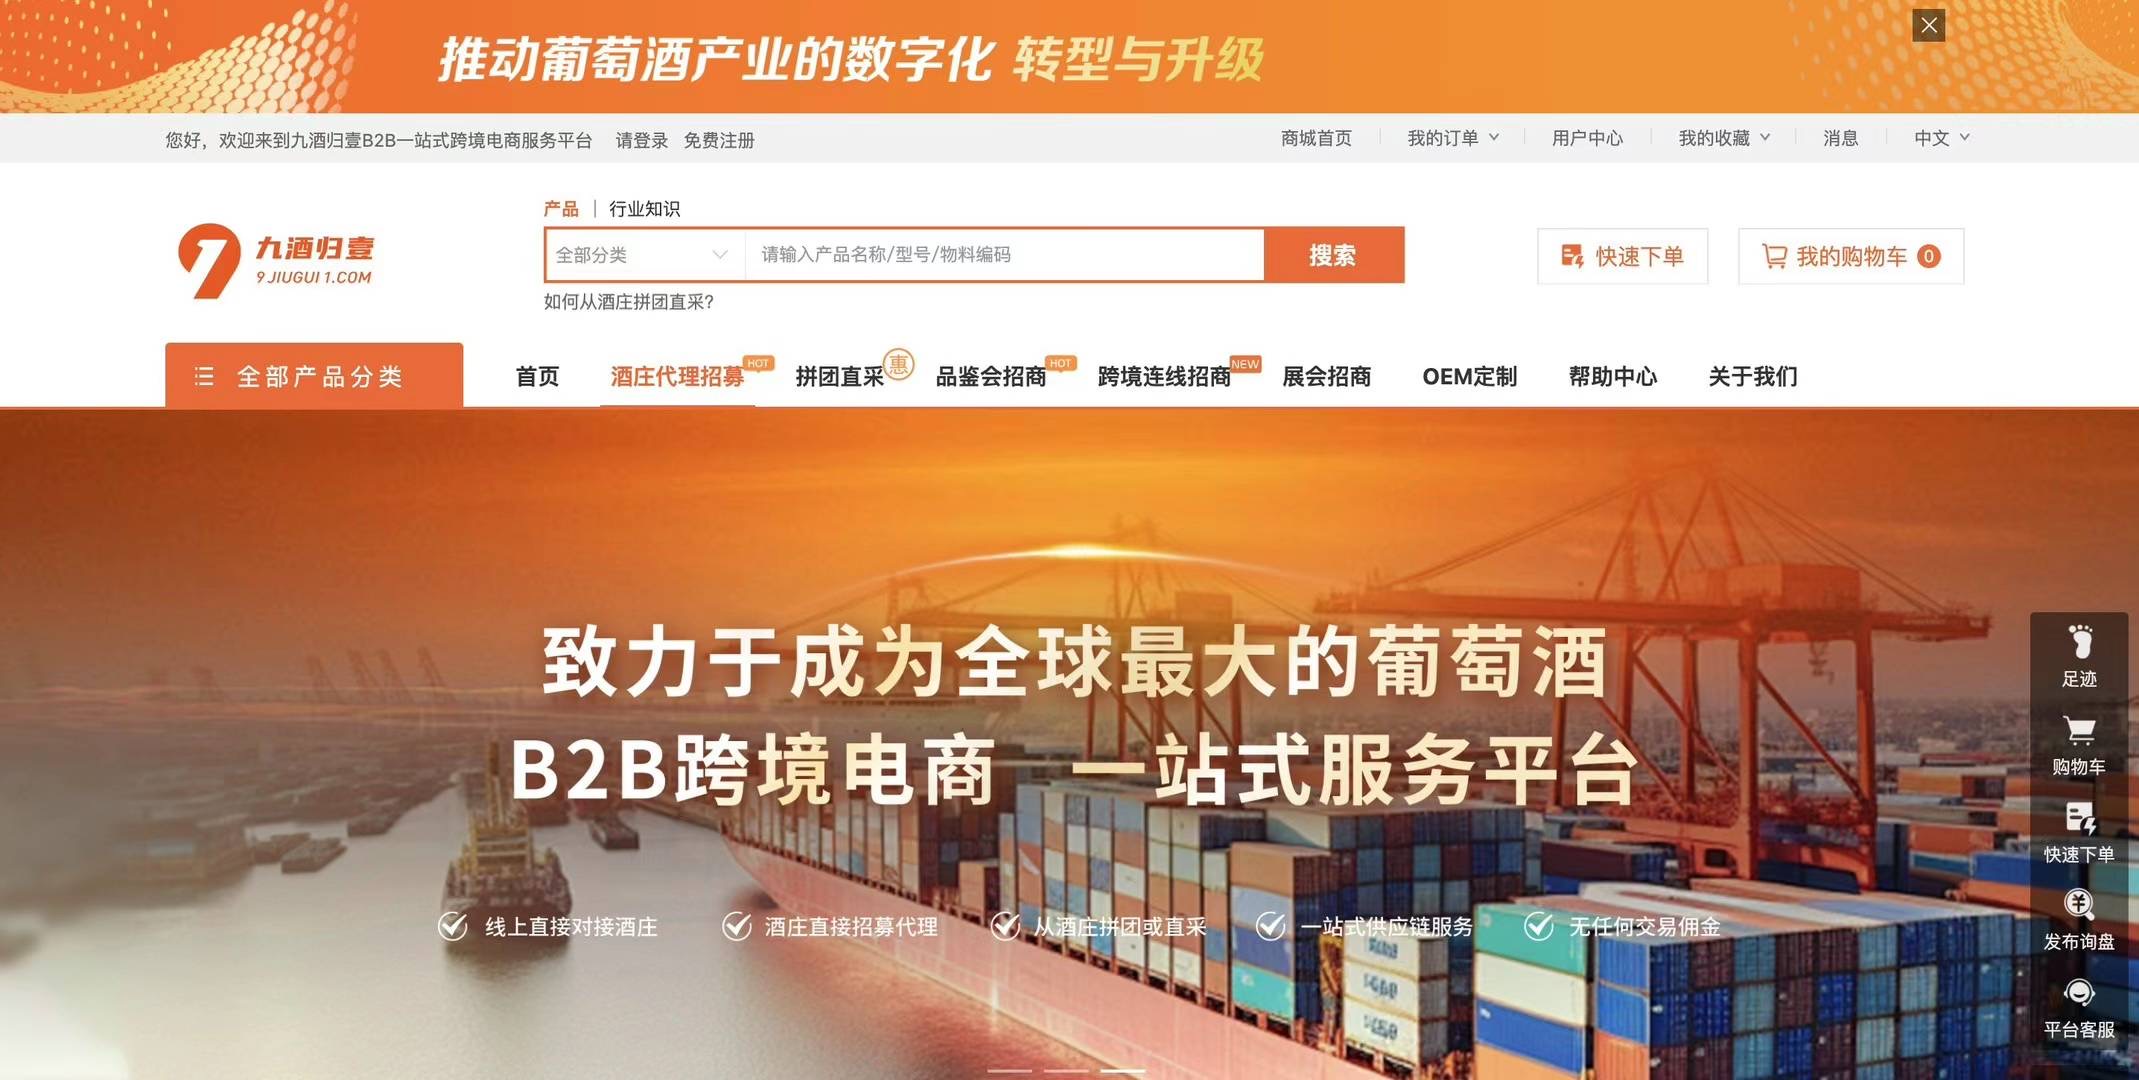 推动葡萄酒产业的数字化 转型与升级
您好，欢迎来到九酒归壹B2B一站式跨境电商服务平台 请登录 免费注册
商城首页 我的订单 用户中心 我的收藏 消息 中文
产品 | 行业知识
九酒归壹
9 JIUGUI 1.COM
全部分类 请输入产品名称/型号/物料编码 搜索
快速下单 我的购物车 0
如何从酒庄拼团直采?
全部产品分类 首页 酒庄代理招募 HOT 拼团直采 惠 品鉴会招商 HOT 跨境连线招商 NEW 展会招商 OEM定制 帮助中心 关于我们
致力于成为全球最大的葡萄酒
B2B跨境电商 一站式服务平台
线上直接对接酒庄 酒庄直接招募代理 从酒庄拼团或直采 一站式供应链服务 无任何交易佣金
足迹
购物车
快速下单
发布询盘
平台客服